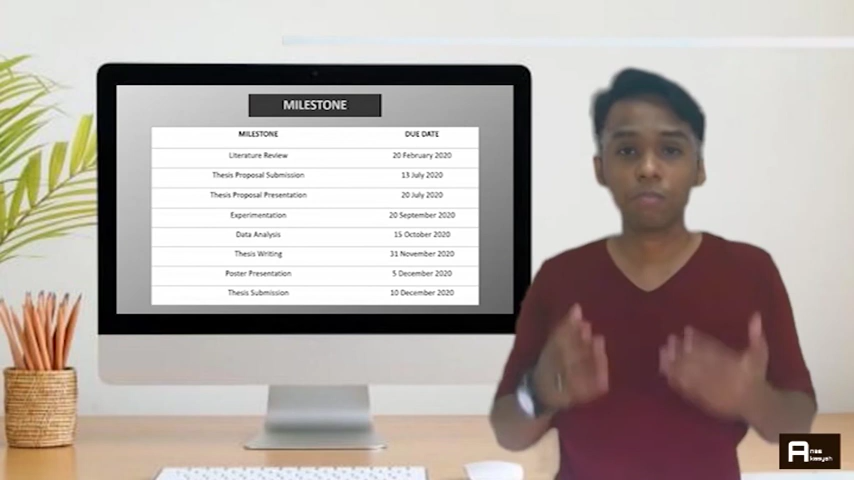 MILESTONE
MILESTONE DUE DATE
Literature Review 20 February 2020
Thesis Proposal Submission 13 July 2020
Thesis Proposal Presentation 20 July 2020
Experimentation 20 September 2020
Data Analysis 15 October 2020
Thesis Writing 31 November 2020
Poster Presentation 5 December 2020
Thesis Submission 10 December 2020